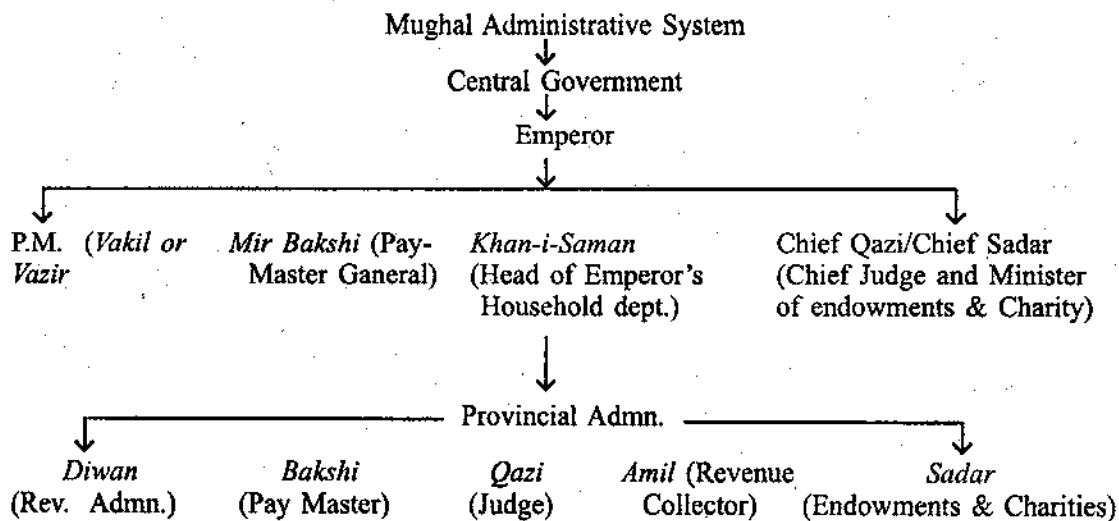 Mughal Administrative System
Central Government
Emperor
P.M. (Vakil or Vazir
Mir Bakshi (Pay-Master Ganeral)
Khan-i-Saman (Head of Emperor's Household dept.)
Chief Qazi/Chief Sadar (Chief Judge and Minister of endowments & Charity)
Provincial Admn.
Diwan (Rev. Admn.)
Bakshi (Pay Master)
Qazi (Judge)
Amil (Revenue Collector)
Sadar (Endowments & Charities)